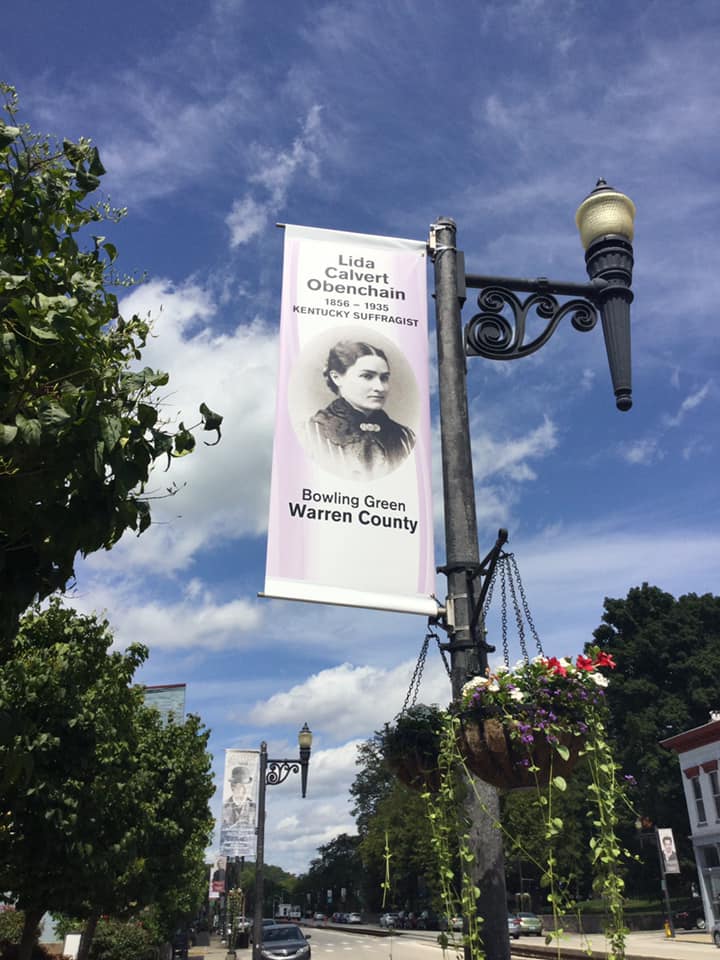 Lida
Calvert
Obenchain
1856 – 1935
KENTUCKY SUFFRAGIST
Bowling Green
Warren County